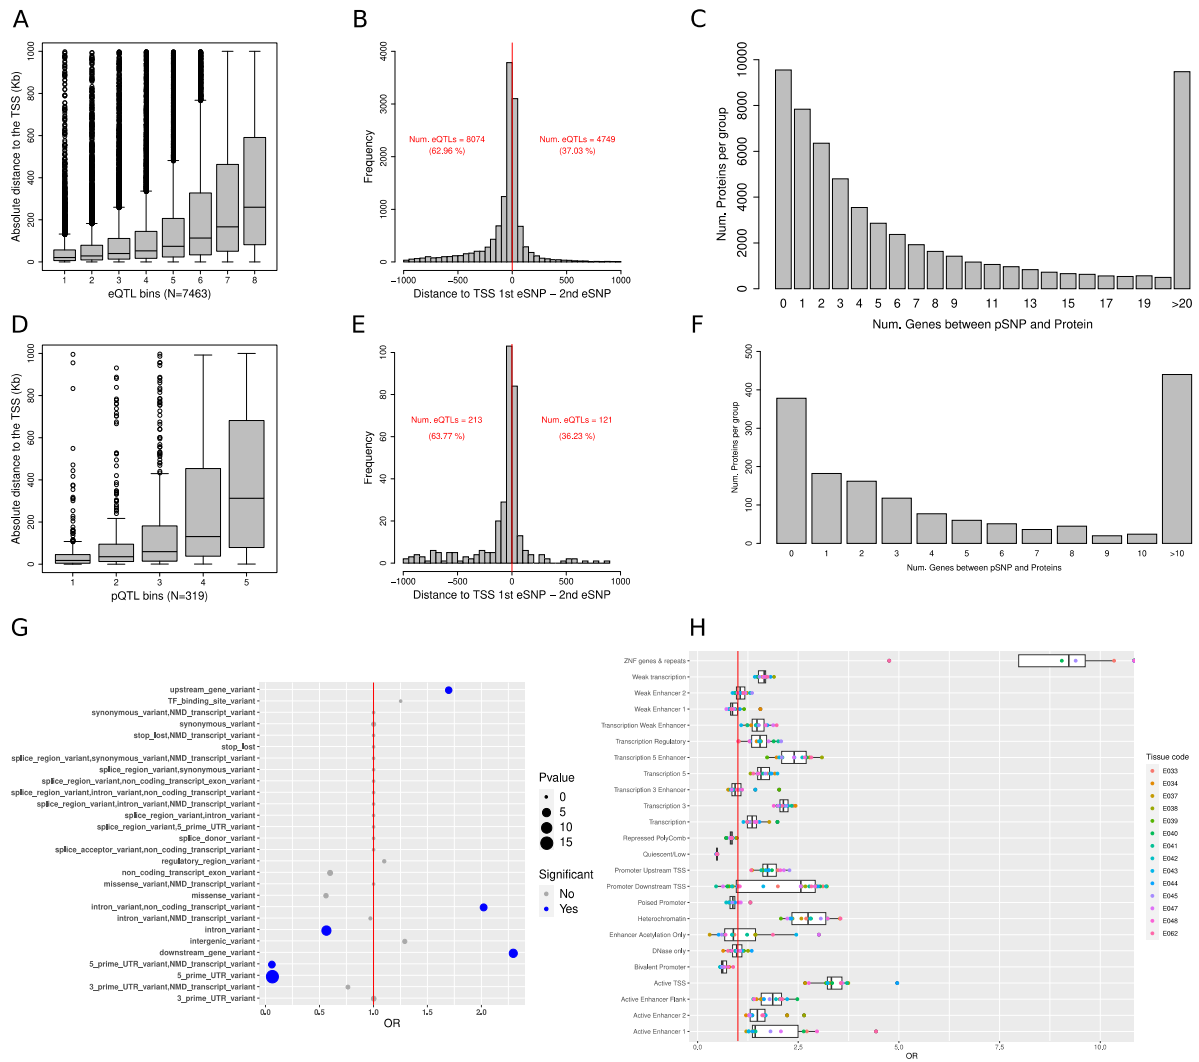 A
Absolute distance to the TSS (Kb)
0
200
400
600
800
1000
1
2
3
4
5
6
7
8
eQTL bins (N=7463)
B
Frequency
0
1000
2000
3000
4000
Num. eQTLs = 8074
(62.96 %)
Num. eQTLs = 4749
(37.03 %)
-1000
-500
0
500
1000
Distance to TSS 1st eSNP - 2nd eSNP
C
Num. Proteins per group
0
2000
4000
6000
8000
10000
0
1
2
3
4
5
6
7
8
9
11
13
15
17
19
>20
Num. Genes between pSNP and Protein
D
Absolute distance to the TSS (Kb)
0
200
400
600
800
1000
1
2
3
4
5
pQTL bins (N=319)
E
Frequency
0
20
40
60
80
100
Num. eQTLs = 213
(63.77 %)
Num. eQTLs = 121
(36.23 %)
-1000
-500
0
500
1000
Distance to TSS 1st eSNP - 2nd eSNP
F
Num. Proteins per group
0
100
200
300
400
500
0
1
2
3
4
5
6
7
8
9
10
>10
Num. Genes between pSNP and Proteins
G
upstream_gene_variant
TF_binding_site_variant
synonymous_variant,NMD_transcript_variant
synonymous_variant
stop_lost,NMD_transcript_variant
stop_lost
splice_region_variant,synonymous_variant,NMD_transcript_variant
splice_region_variant,synonymous_variant
splice_region_variant,non_coding_transcript_exon_variant
splice_region_variant,intron_variant,non_coding_transcript_variant
splice_region_variant,intron_variant,NMD_transcript_variant
splice_region_variant,intron_variant
splice_region_variant,5_prime_UTR_variant
splice_donor_variant
splice_acceptor_variant,non_coding_transcript_variant
regulatory_region_variant
non_coding_transcript_exon_variant
missense_variant,NMD_transcript_variant
missense_variant
intron_variant,non_coding_transcript_variant
intron_variant,NMD_transcript_variant
intron_variant
intergenic_variant
downstream_gene_variant
5_prime_UTR_variant,NMD_transcript_variant
5_prime_UTR_variant
3_prime_UTR_variant,NMD_transcript_variant
3_prime_UTR_variant
0.0
0.5
1.0
1.5
2.0
OR
Pvalue
0
5
10
15
Significant
No
Yes
H
ZNF genes & repeats
Weak transcription
Weak Enhancer 2
Weak Enhancer 1
Transcription Weak Enhancer
Transcription Regulatory
Transcription 5 Enhancer
Transcription 5
Transcription 3 Enhancer
Transcription 3
Transcription
Repressed PolyComb
Quiescent/Low
Promoter Upstream TSS
Promoter Downstream TSS
Poised Promoter
Heterochromatin
Enhancer Acetylation Only
DNase only
Bivalent Promoter
Active TSS
Active Enhancer Flank
Active Enhancer 2
Active Enhancer 1
0,0
2,5
5,0
7,5
10,0
OR
Tissue code
E033
E034
E037
E038
E039
E040
E041
E042
E043
E044
E045
E047
E048
E062